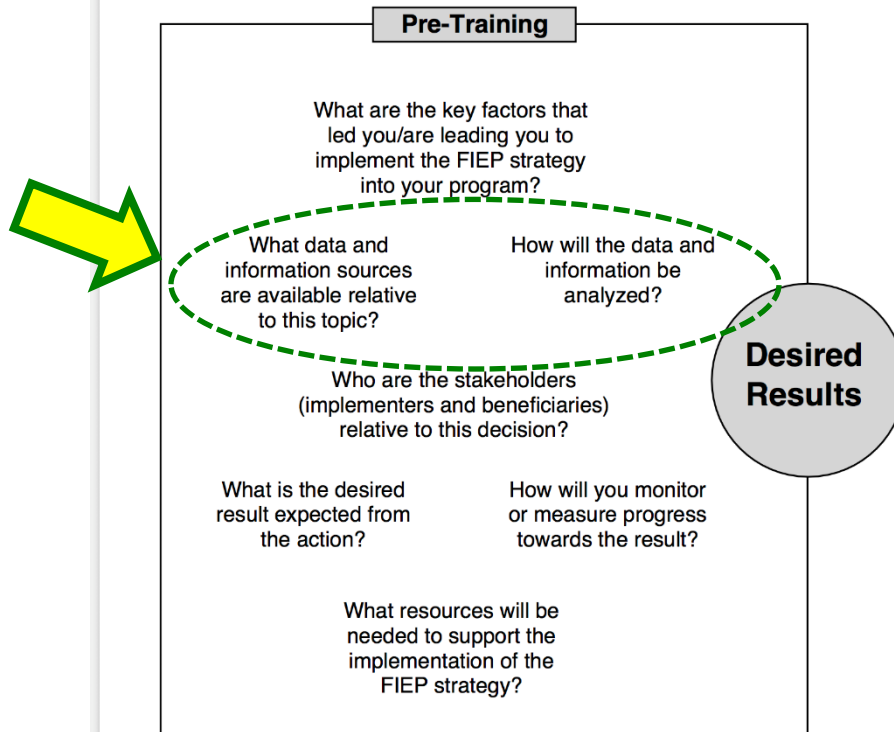 Pre-Training
What are the key factors that
led you/are leading you to
implement the FIEP strategy
into your program?
What data and
information sources
are available relative
to this topic?
How will the data and
information be
analyzed?
Desired
Results
Who are the stakeholders
(implementers and beneficiaries)
relative to this decision?
What is the desired
result expected from
the action?
How will you monitor
or measure progress
towards the result?
What resources will be
needed to support the
implementation of the
FIEP strategy?